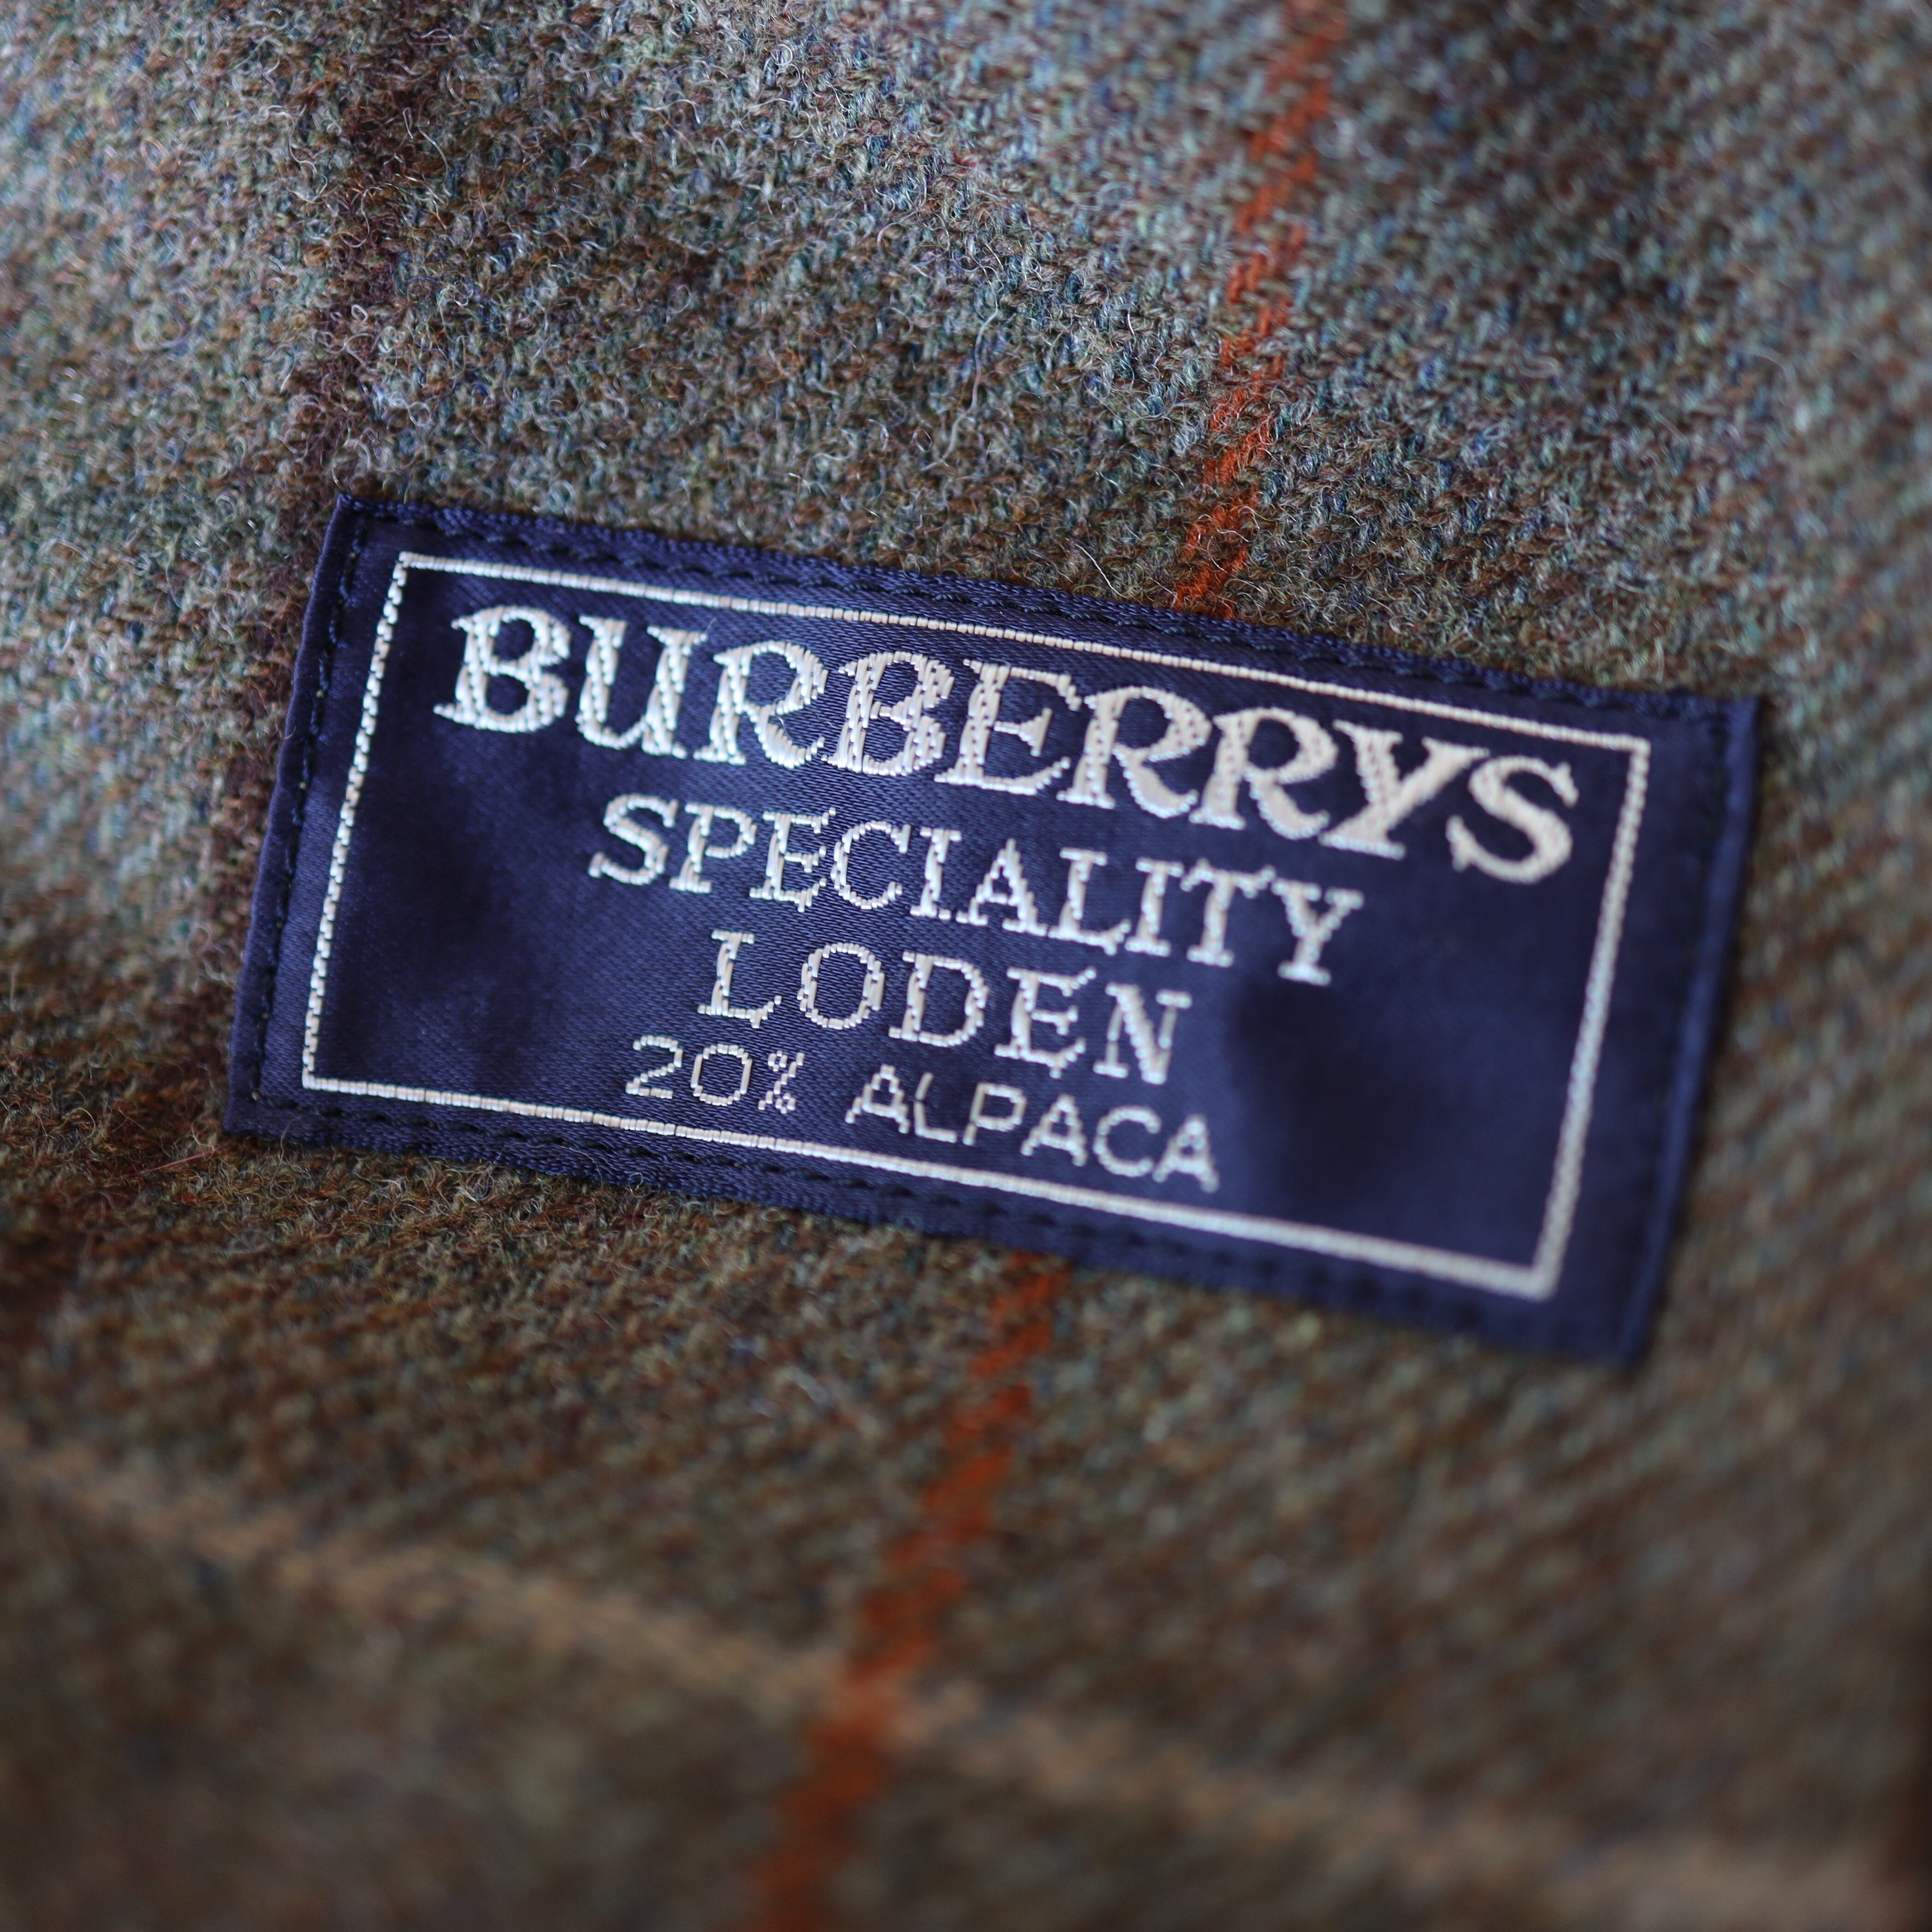 BURBERRYS
SPECIALITY
LODEN
20% ALPACA